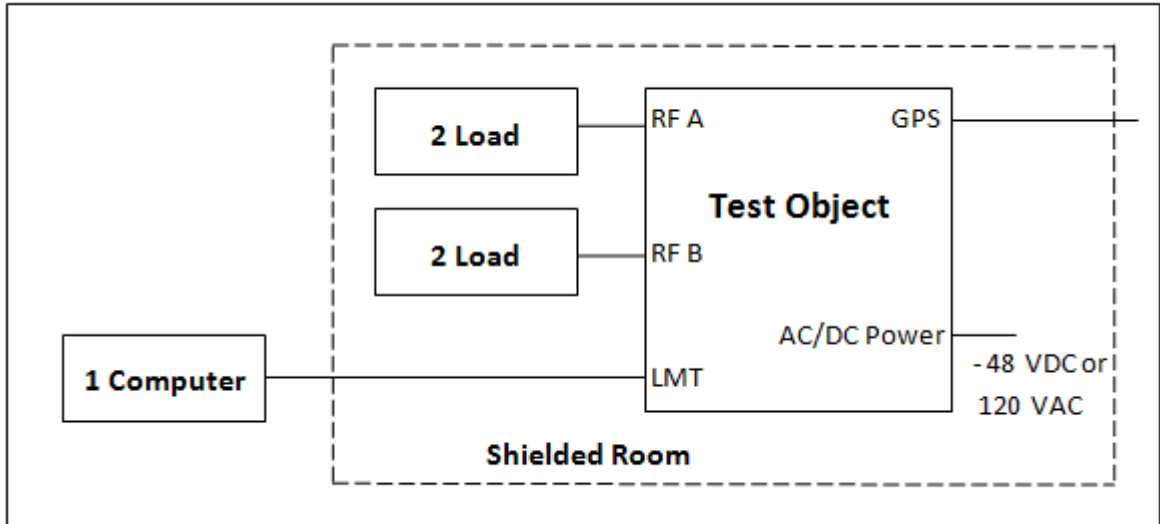 2 Load
RF A
GPS
Test Object
2 Load
RF B
AC/DC Power
-48 VDC or
120 VAC
1 Computer
LMT
Shielded Room